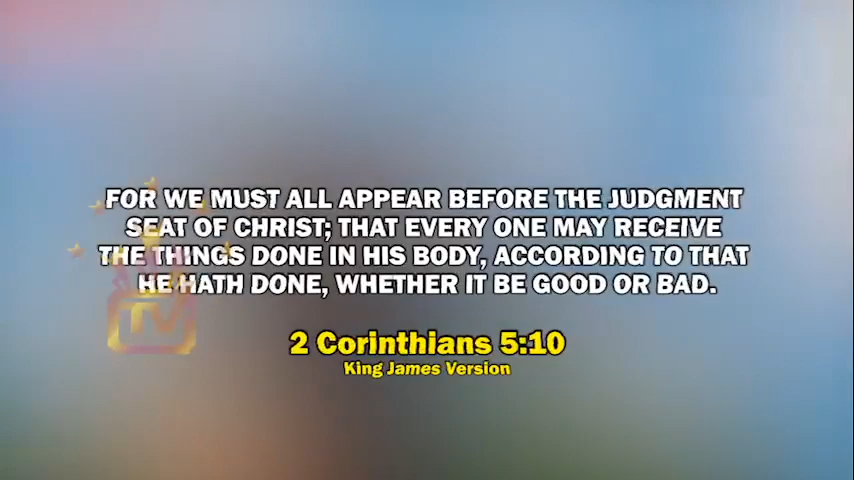 FOR WE MUST ALL APPEAR BEFORE THE JUDGMENT
SEAT OF CHRIST; THAT EVERY ONE MAY RECEIVE
THE THINGS DONE IN HIS BODY, ACCORDING TO THAT
HE HATH DONE, WHETHER IT BE GOOD OR BAD.
2 Corinthians 5:10
King James Version
TV